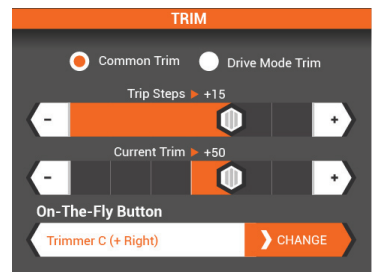 TRIM
Common Trim Drive Mode Trim
Trip Steps ▶ +15
- +
Current Trim ▶ +50
- +
On-The-Fly Button
Trimmer C (+ Right) ❯ CHANGE